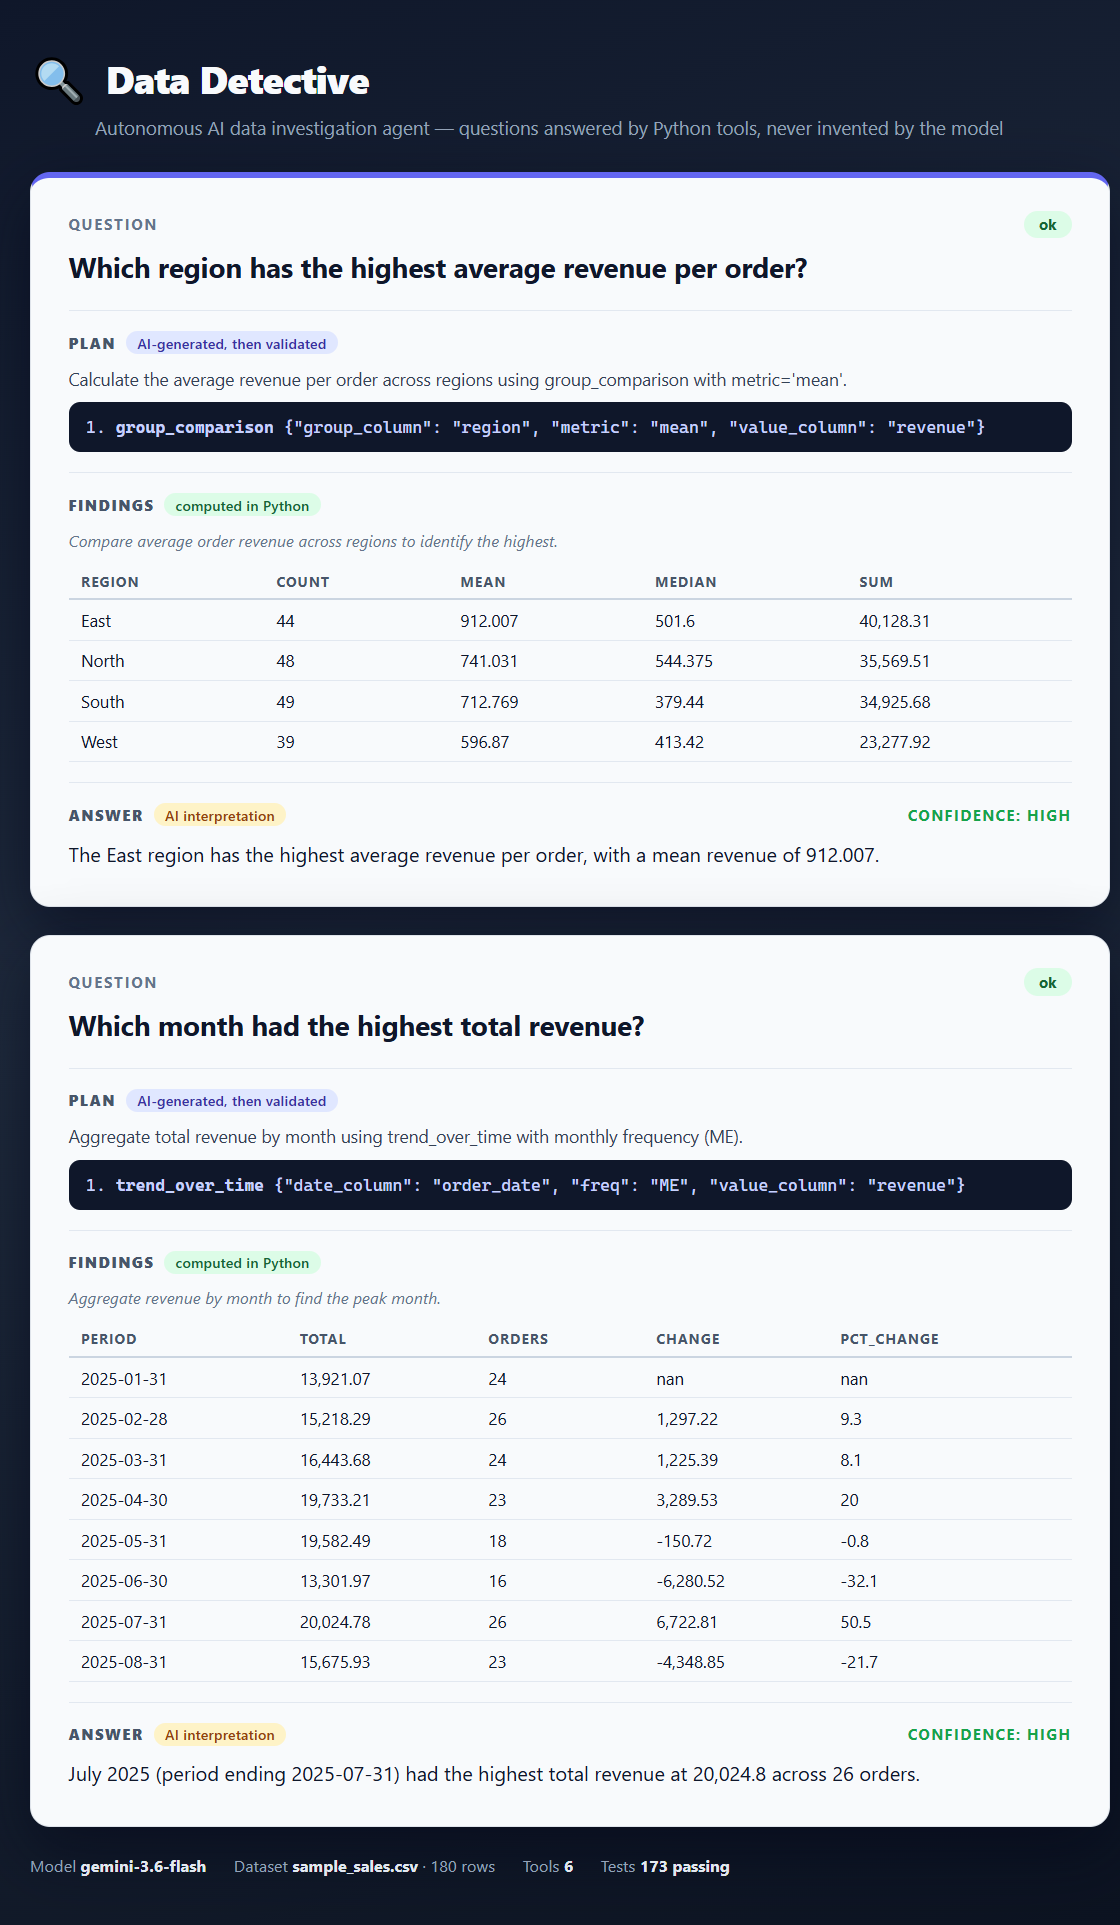 Data Detective
Autonomous AI data investigation agent — questions answered by Python tools, never invented by the model
QUESTION ok
Which region has the highest average revenue per order?
PLAN AI-generated, then validated
Calculate the average revenue per order across regions using group_comparison with metric='mean'.
1. group_comparison {"group_column": "region", "metric": "mean", "value_column": "revenue"}
FINDINGS computed in Python
Compare average order revenue across regions to identify the highest.
REGION COUNT MEAN MEDIAN SUM
East 44 912.007 501.6 40,128.31
North 48 741.031 544.375 35,569.51
South 49 712.769 379.44 34,925.68
West 39 596.87 413.42 23,277.92
ANSWER AI interpretation CONFIDENCE: HIGH
The East region has the highest average revenue per order, with a mean revenue of 912.007.
QUESTION ok
Which month had the highest total revenue?
PLAN AI-generated, then validated
Aggregate total revenue by month using trend_over_time with monthly frequency (ME).
1. trend_over_time {"date_column": "order_date", "freq": "ME", "value_column": "revenue"}
FINDINGS computed in Python
Aggregate revenue by month to find the peak month.
PERIOD TOTAL ORDERS CHANGE PCT_CHANGE
2025-01-31 13,921.07 24 nan nan
2025-02-28 15,218.29 26 1,297.22 9.3
2025-03-31 16,443.68 24 1,225.39 8.1
2025-04-30 19,733.21 23 3,289.53 20
2025-05-31 19,582.49 18 -150.72 -0.8
2025-06-30 13,301.97 16 -6,280.52 -32.1
2025-07-31 20,024.78 26 6,722.81 50.5
2025-08-31 15,675.93 23 -4,348.85 -21.7
ANSWER AI interpretation CONFIDENCE: HIGH
July 2025 (period ending 2025-07-31) had the highest total revenue at 20,024.8 across 26 orders.
Model gemini-3.6-flash Dataset sample_sales.csv · 180 rows Tools 6 Tests 173 passing